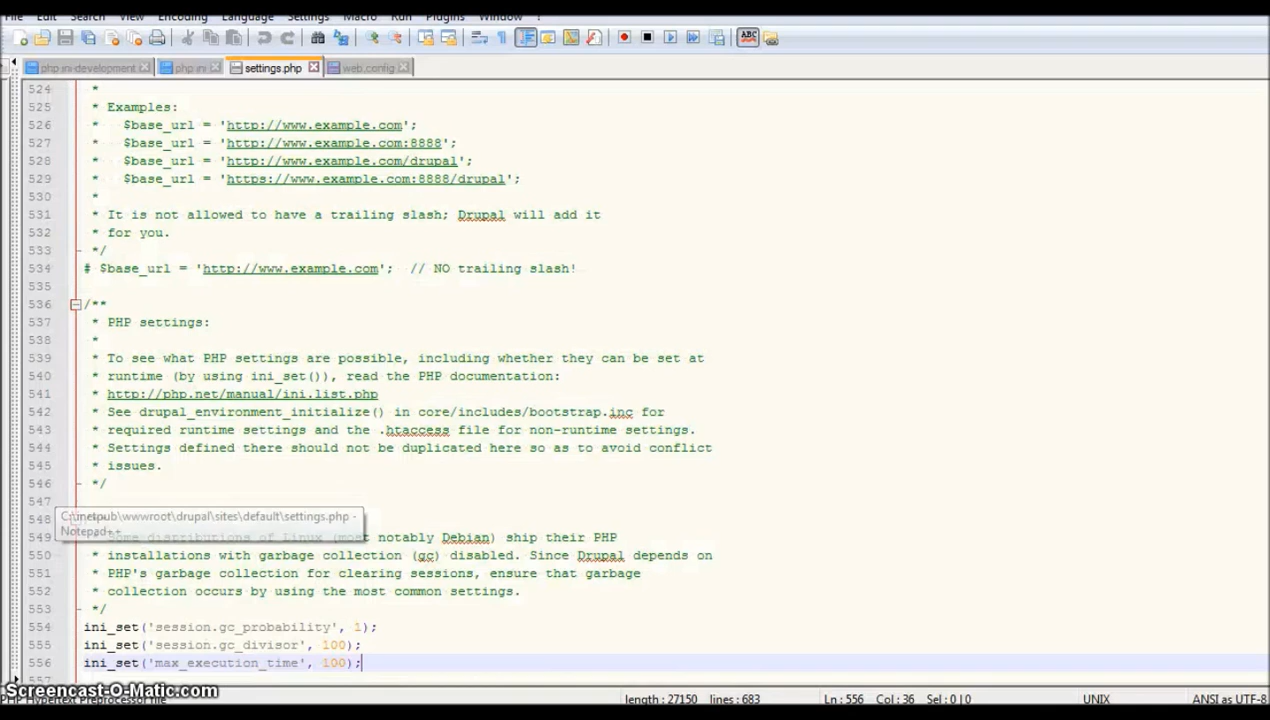 File Edit Search View Encoding Language Settings Macro Run Plugins Window ?
php.ini-development php.ini settings.php web.config
524 *
525 * Examples:
526 * $base_url = 'http://www.example.com';
527 * $base_url = 'http://www.example.com:8888';
528 * $base_url = 'http://www.example.com/drupal';
529 * $base_url = 'https://www.example.com:8888/drupal';
530 *
531 * It is not allowed to have a trailing slash; Drupal will add it
532 * for you.
533 */
534 # $base_url = 'http://www.example.com'; // NO trailing slash!
535
536 /**
537 * PHP settings:
538 *
539 * To see what PHP settings are possible, including whether they can be set at
540 * runtime (by using ini_set()), read the PHP documentation:
541 * http://php.net/manual/ini.list.php
542 * See drupal_environment_initialize() in core/includes/bootstrap.inc for
543 * required runtime settings and the .htaccess file for non-runtime settings.
544 * Settings defined there should not be duplicated here so as to avoid conflict
545 * issues.
546 */
547
548
C:\inetpub\wwwroot\drupal\sites\default\settings.php -
Notepad++
549 * Some distributions of Linux (most notably Debian) ship their PHP
550 * installations with garbage collection (gc) disabled. Since Drupal depends on
551 * PHP's garbage collection for clearing sessions, ensure that garbage
552 * collection occurs by using the most common settings.
553 */
554 ini_set('session.gc_probability', 1);
555 ini_set('session.gc_divisor', 100);
556 ini_set('max_execution_time', 100);
557
Screencast-O-Matic.com
PHP Hypertext Preprocessor file length : 27150 lines : 683 Ln : 556 Col : 36 Sel : 0 | 0 UNIX ANSI as UTF-8